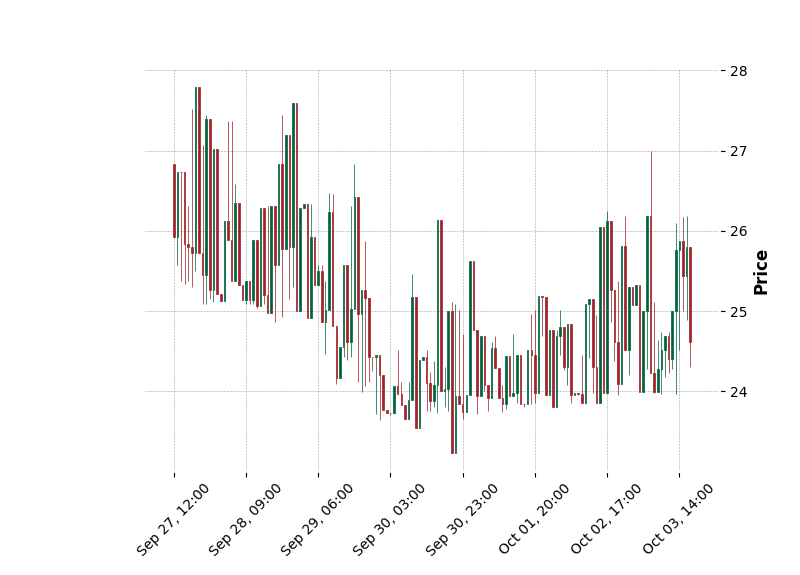 28
27
26
25
24
Price
Sep 27, 12:00
Sep 28, 09:00
Sep 29, 06:00
Sep 30, 03:00
Sep 30, 23:00
Oct 01, 20:00
Oct 02, 17:00
Oct 03, 14:00